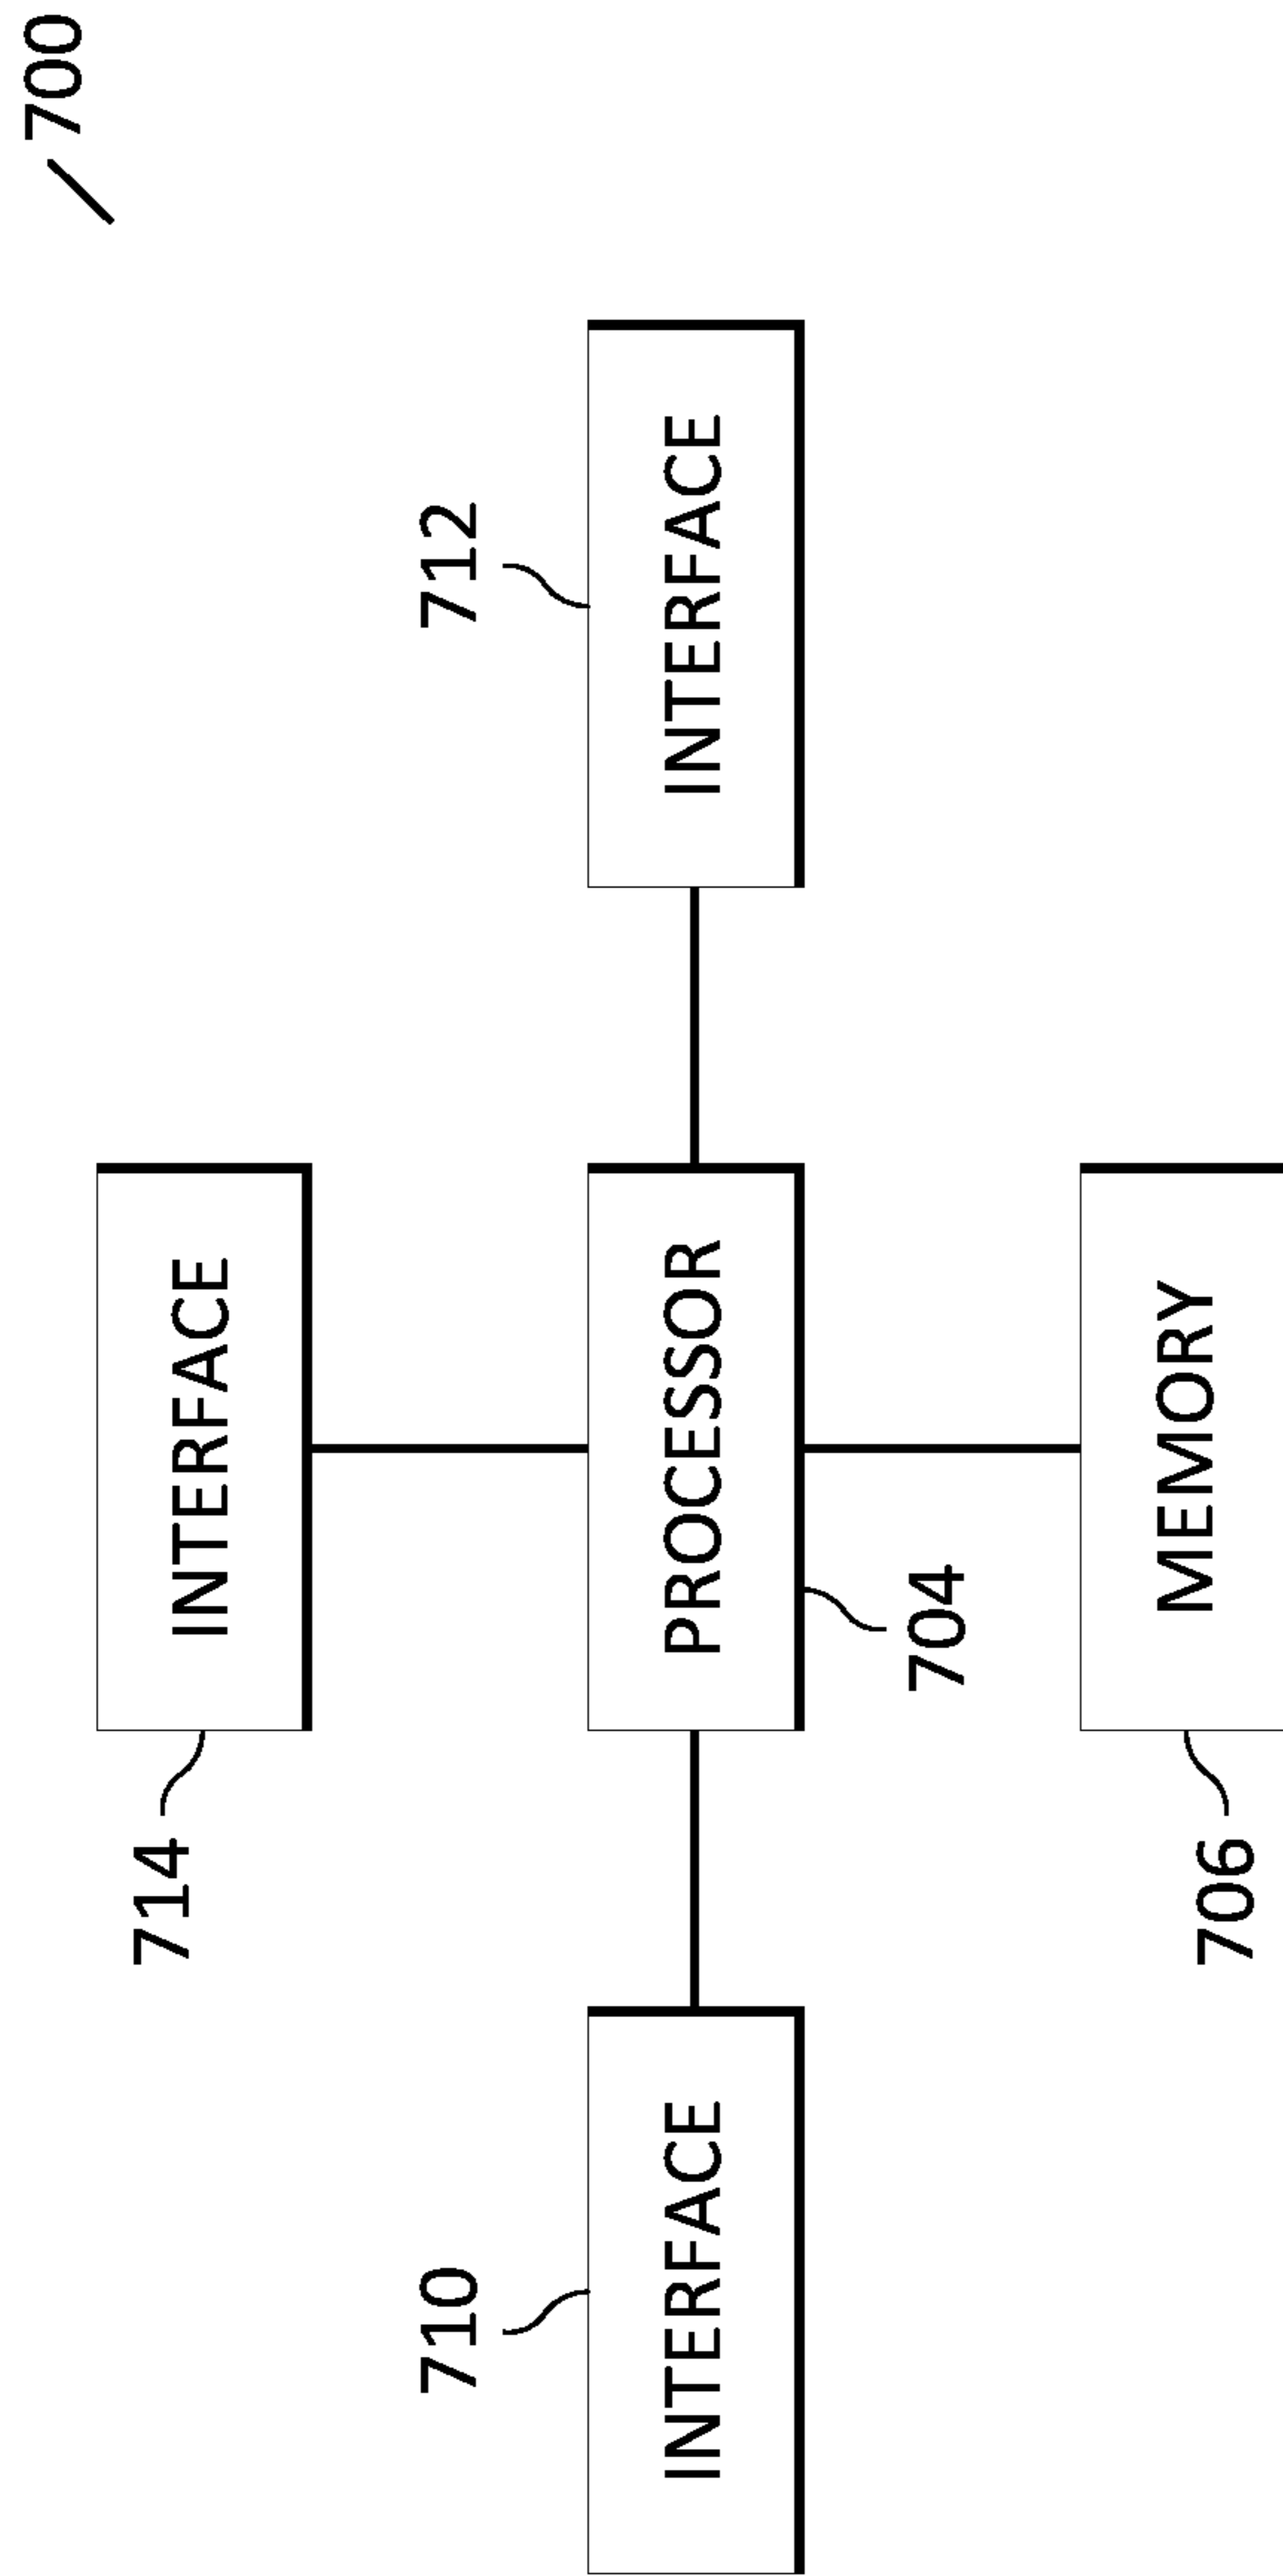 700
INTERFACE
714
712
710
INTERFACE
PROCESSOR
INTERFACE
704
MEMORY
706